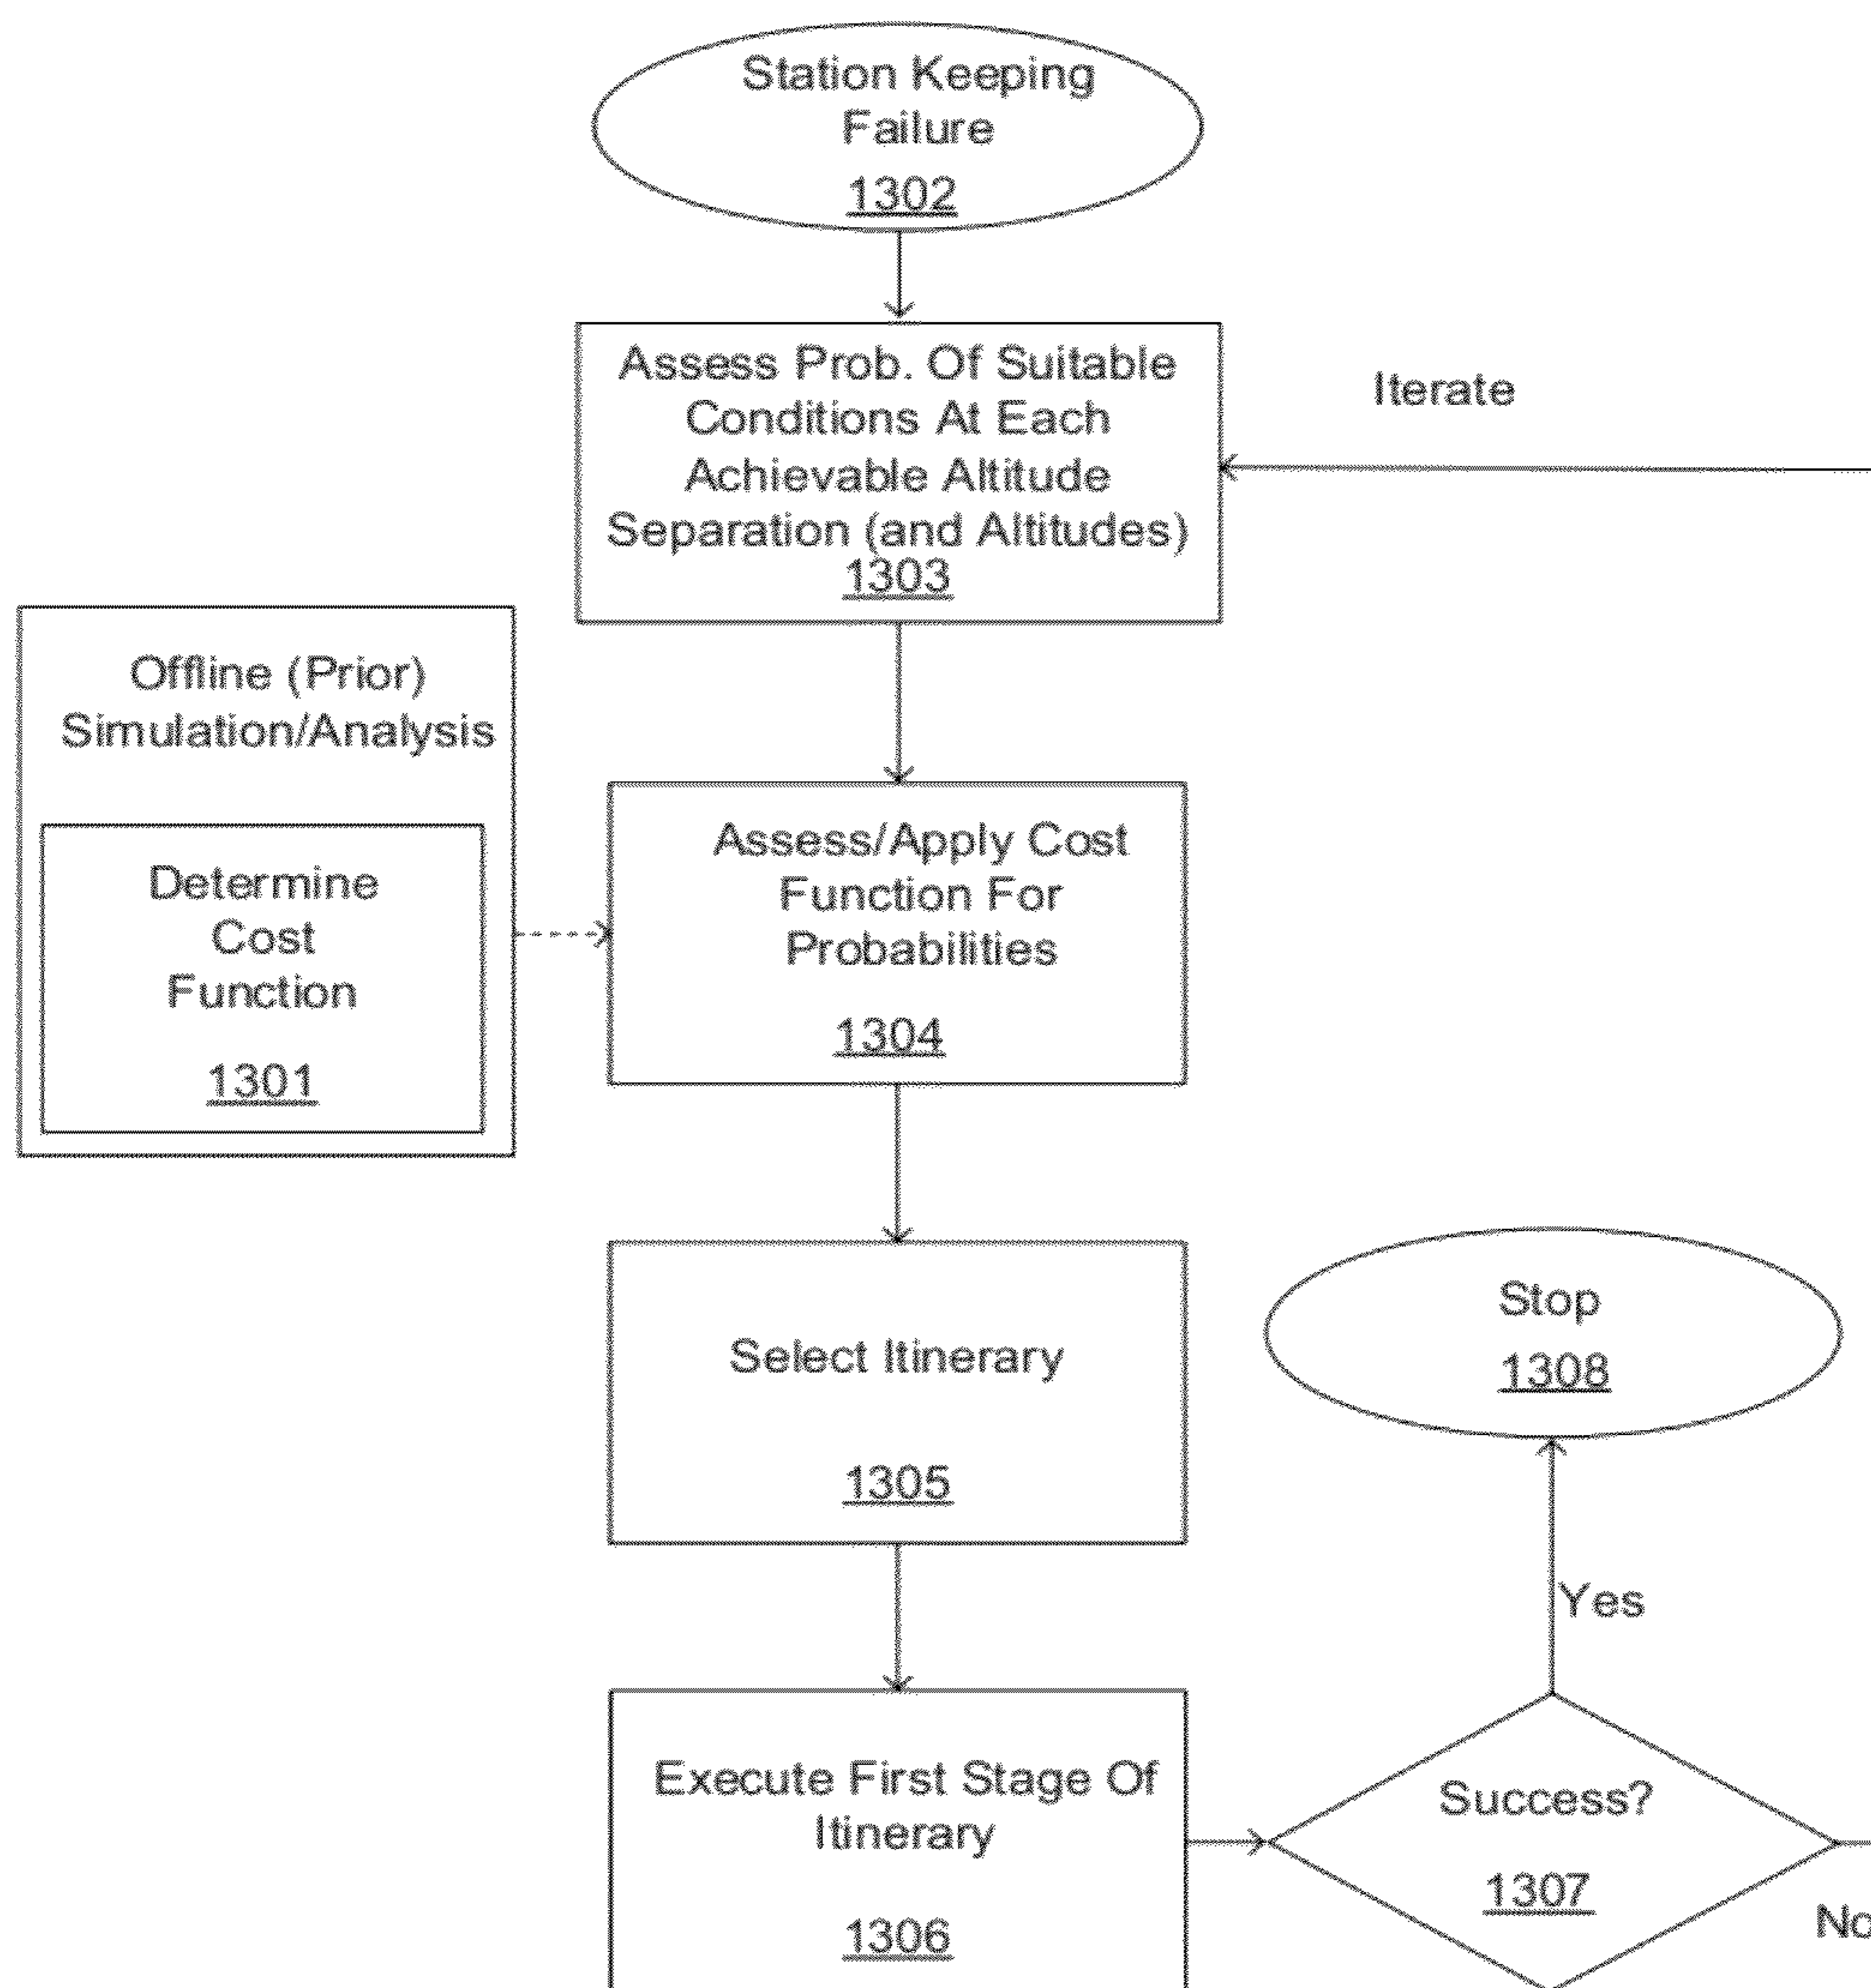 Station Keeping
Failure
1302
Assess Prob. Of Suitable
Conditions At Each
Achievable Altitude
Separation (and Altitudes)
1303
Iterate
Offline (Prior)
Simulation/Analysis
Determine
Cost
Function
1301
Assess/Apply Cost
Function For
Probabilities
1304
Select Itinerary
1305
Stop
1308
Yes
Execute First Stage Of
Itinerary
1306
Success?
1307
No